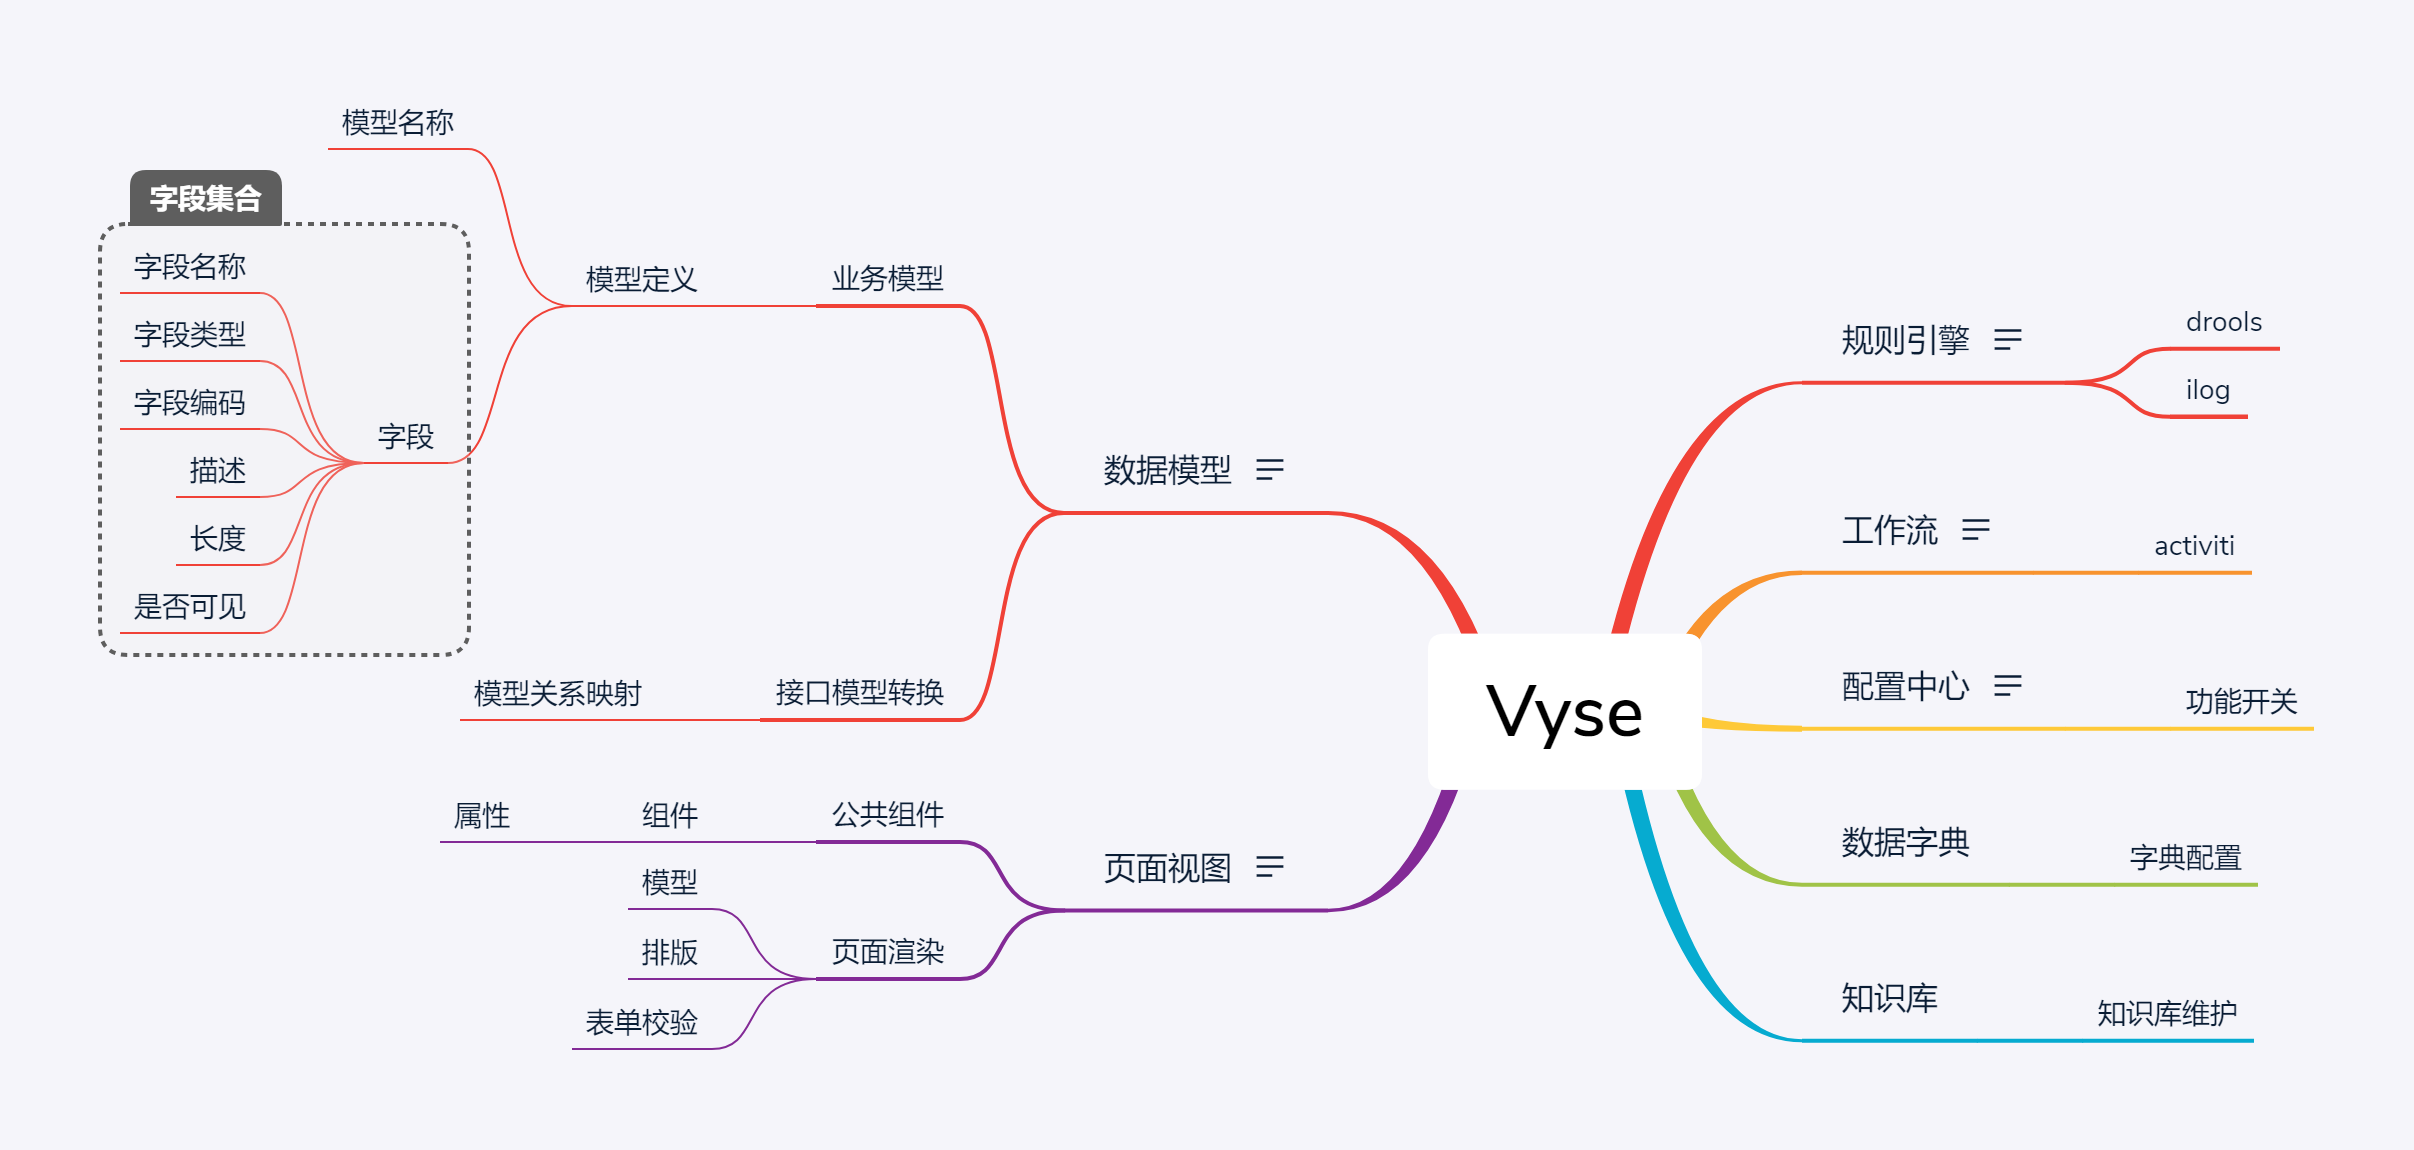 模型名称
字段集合
字段名称
字段类型
字段编码
描述
长度
是否可见
字段
模型定义
业务模型
数据模型
模型关系映射
接口模型转换
属性
组件
公共组件
模型
排版
表单校验
页面渲染
页面视图
Vyse
规则引擎
drools
ilog
工作流
activiti
配置中心
功能开关
数据字典
字典配置
知识库
知识库维护